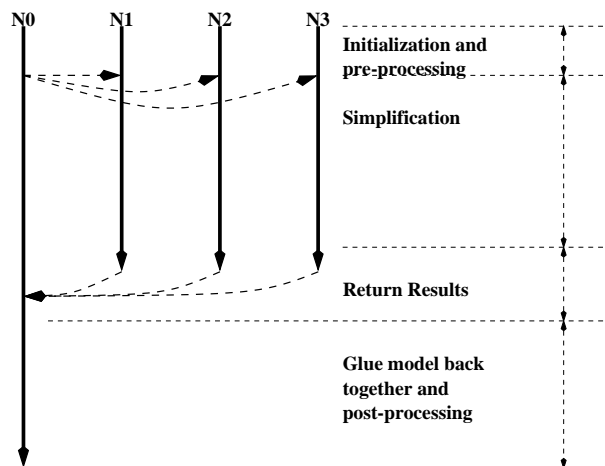 N0 N1 N2 N3
Initialization and
pre-processing
Simplification
Return Results
Glue model back
together and
post-processing